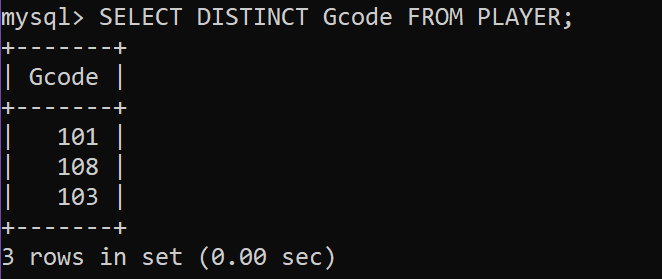 mysql> SELECT DISTINCT Gcode FROM PLAYER;
+-------+
| Gcode |
+-------+
|   101 |
|   108 |
|   103 |
+-------+
3 rows in set (0.00 sec)